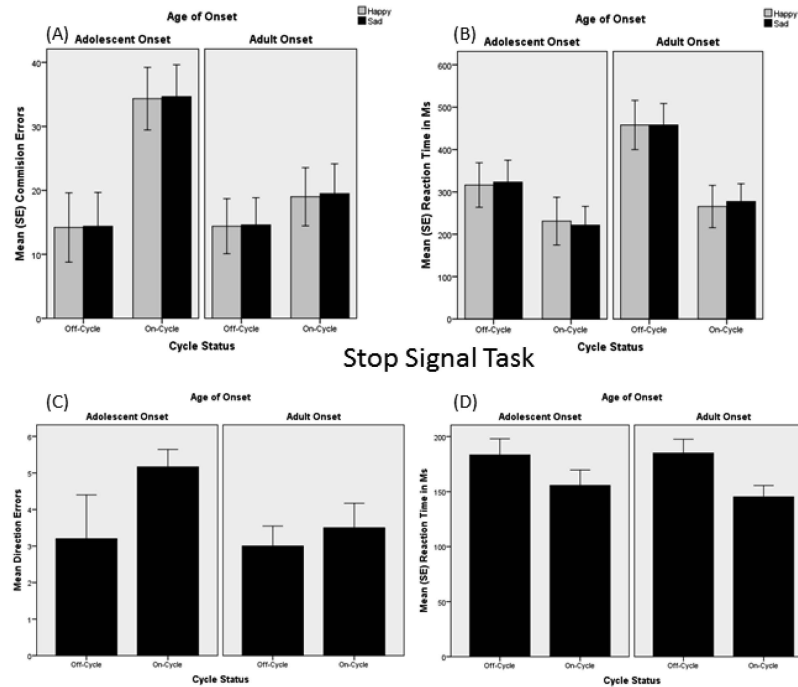 Happy
Sad
(A)
Age of Onset
Adolescent Onset
Adult Onset
Mean (SE) Commision Errors
40
30
20
10
0
Off-Cycle
On-Cycle
Off-Cycle
On-Cycle
Cycle Status
Happy
Sad
(B)
Age of Onset
Adolescent Onset
Adult Onset
Mean (SE) Reaction Time in Ms
600
500
400
300
200
100
0
Off-Cycle
On-Cycle
Off-Cycle
On-Cycle
Cycle Status
Stop Signal Task
(C)
Age of Onset
Adolescent Onset
Adult Onset
Mean Direction Errors
6
5
4
3
2
1
0
Off-Cycle
On-Cycle
Off-Cycle
On-Cycle
Cycle Status
(D)
Age of Onset
Adolescent Onset
Adult Onset
Mean (SE) Reaction Time in Ms
200
150
100
50
0
Off-Cycle
On-Cycle
Off-Cycle
On-Cycle
Cycle Status